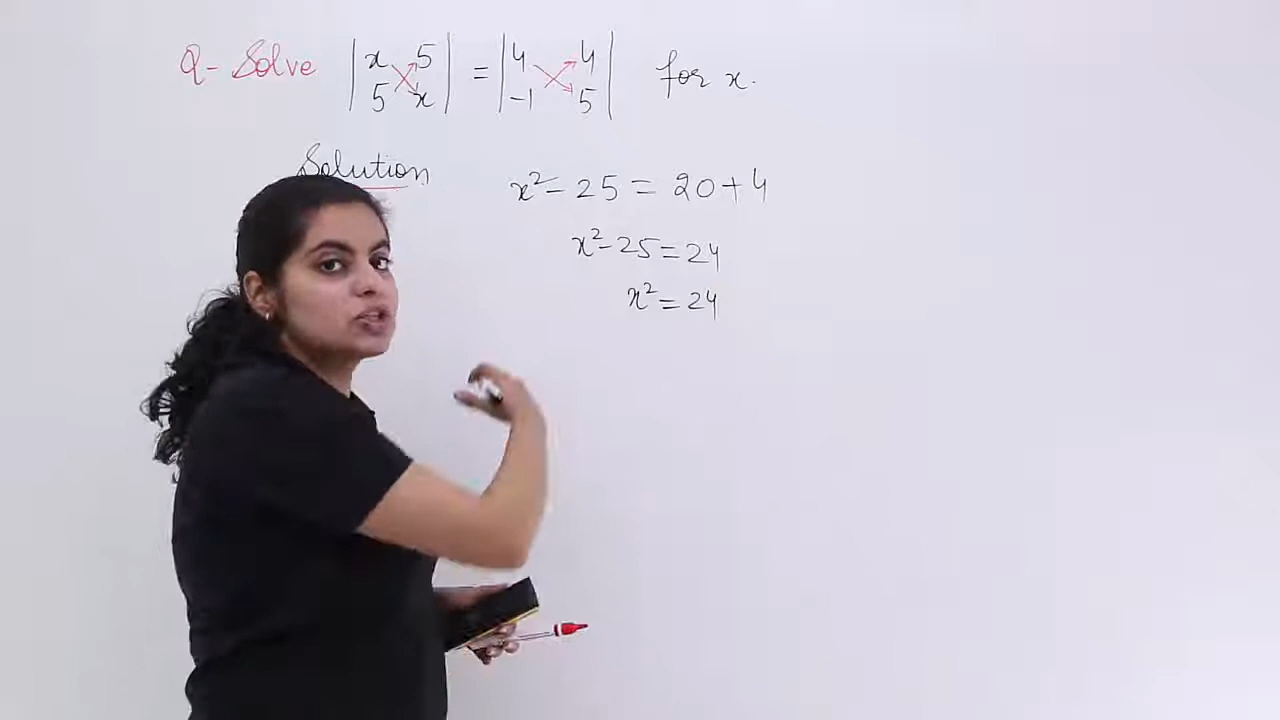 Q- Solve |x 5| = |4 4| for x.
|5 x| |-1 5|
Solution
x² - 25 = 20 + 4
x² - 25 = 24
x² = 24